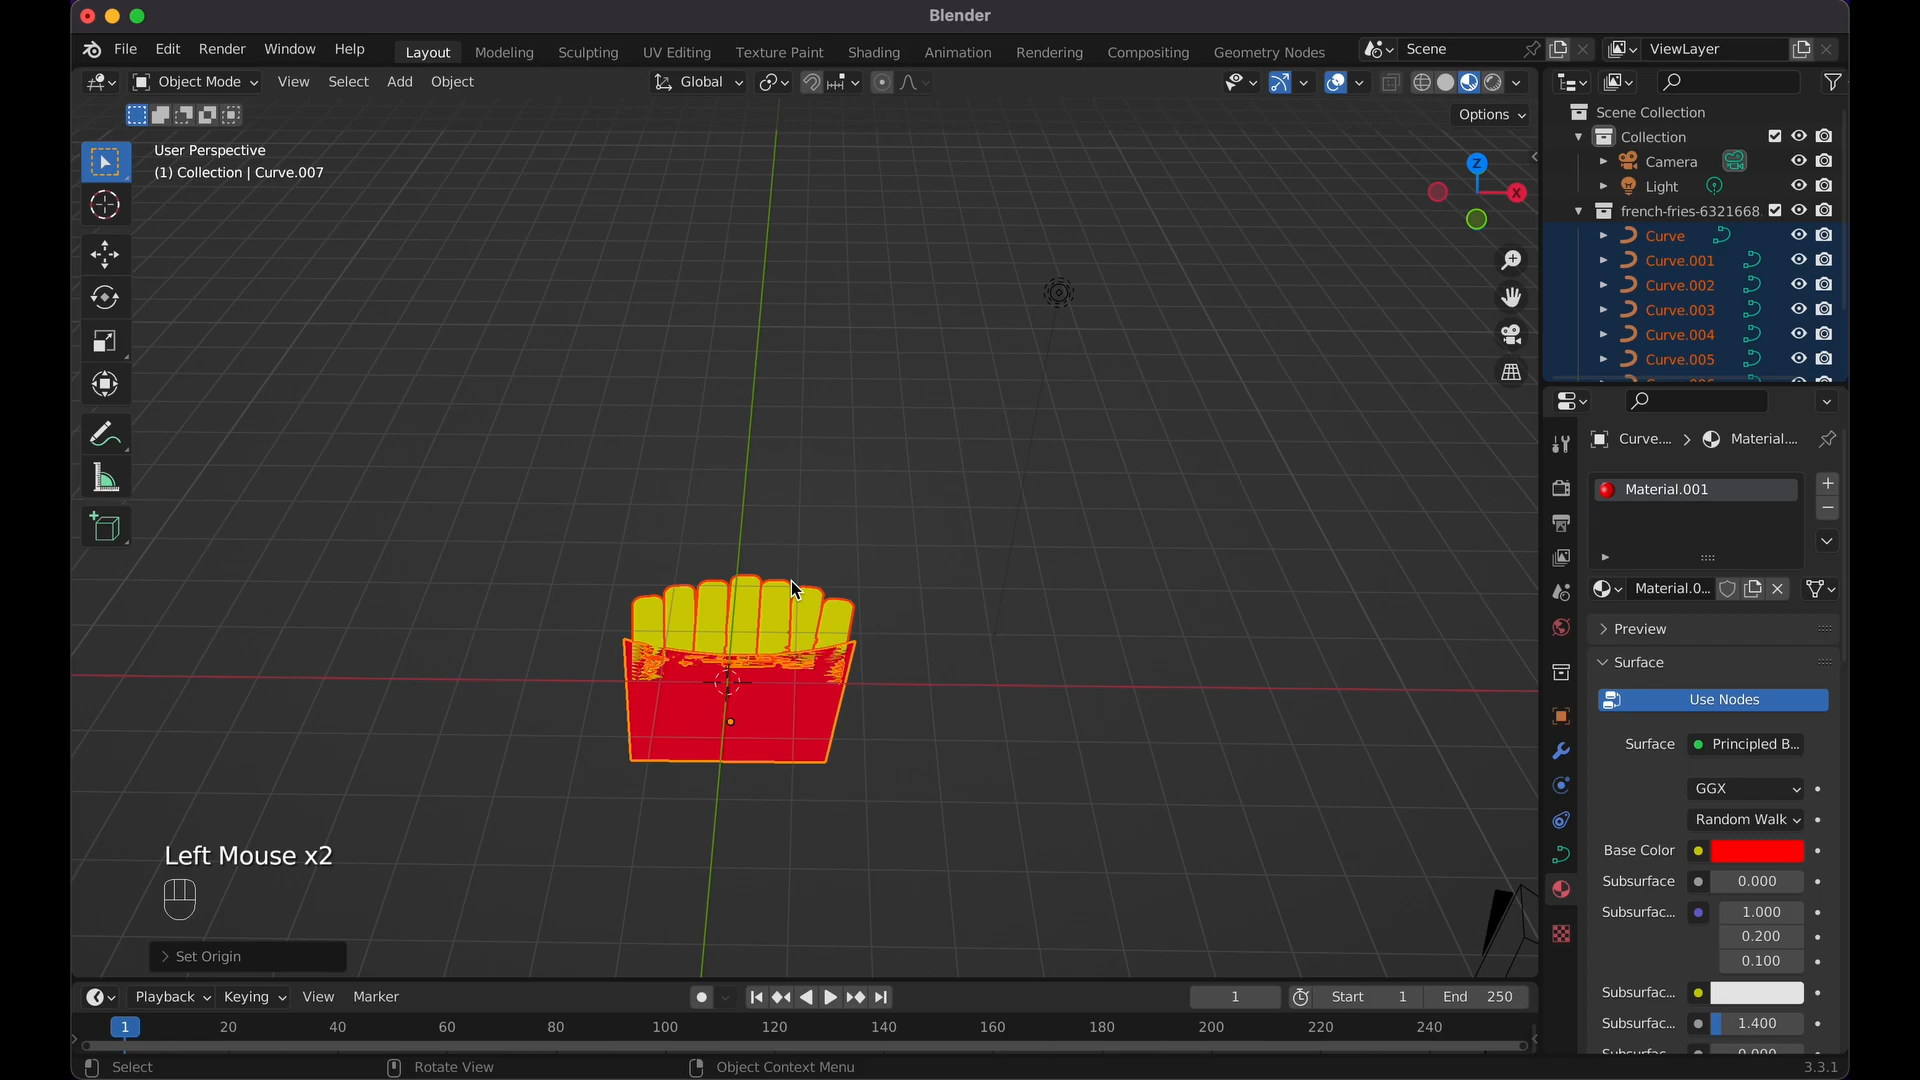 Blender
File Edit Render Window Help
Layout Modeling Sculpting UV Editing Texture Paint Shading Animation Rendering Compositing Geometry Nodes
Scene
ViewLayer
Object Mode View Select Add Object
Global
Options
User Perspective
(1) Collection | Curve.007
Z
X
Scene Collection
Collection
Camera
Light
french-fries-6321668
Curve
Curve.001
Curve.002
Curve.003
Curve.004
Curve.005
Curve.... > Material....
Material.001
Material.0...
Preview
Surface
Use Nodes
Surface Principled B...
GGX
Random Walk
Base Color
Subsurface 0.000
Subsurfac... 1.000
0.200
0.100
Subsurfac...
Subsurfac... 1.400
Left Mouse x2
Set Origin
Playback Keying View Marker
1 Start 1 End 250
1 20 40 60 80 100 120 140 160 180 200 220 240
Select Rotate View Object Context Menu 3.3.1